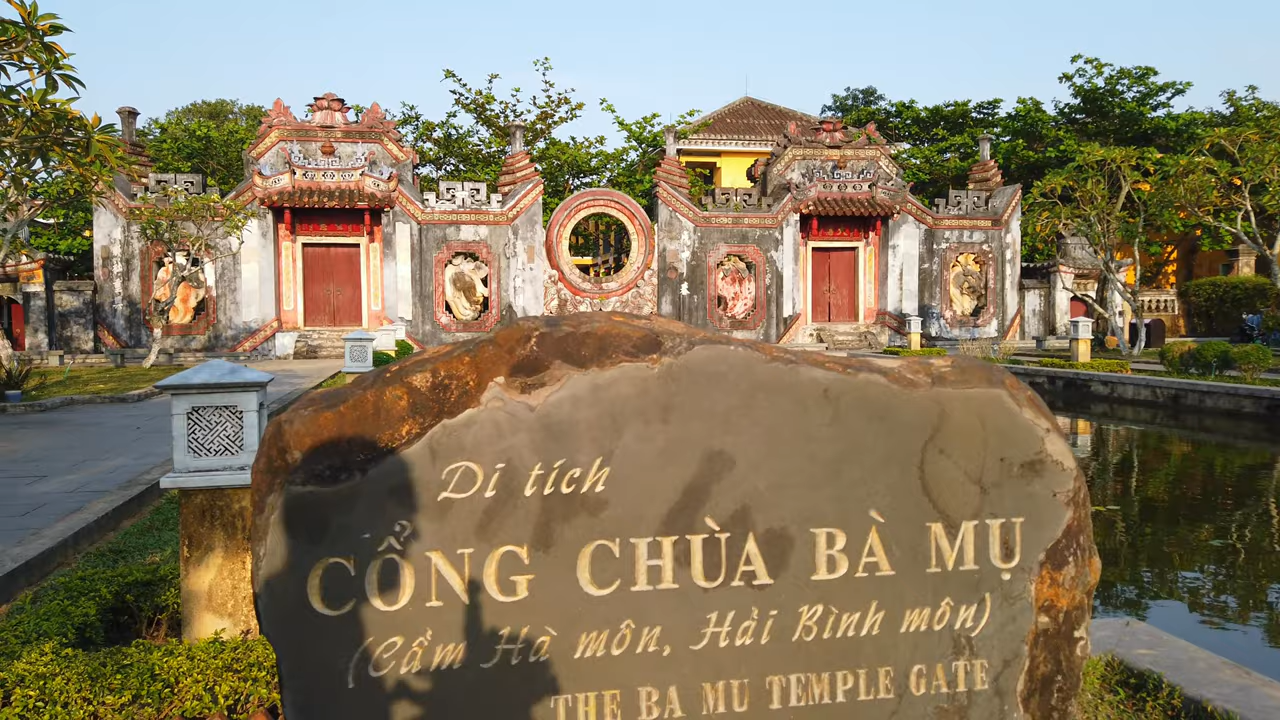 Di tích
CỔNG CHÙA BÀ MỤ
(Cẩm Hà môn, Hải Bình môn)
THE BA MU TEMPLE GATE